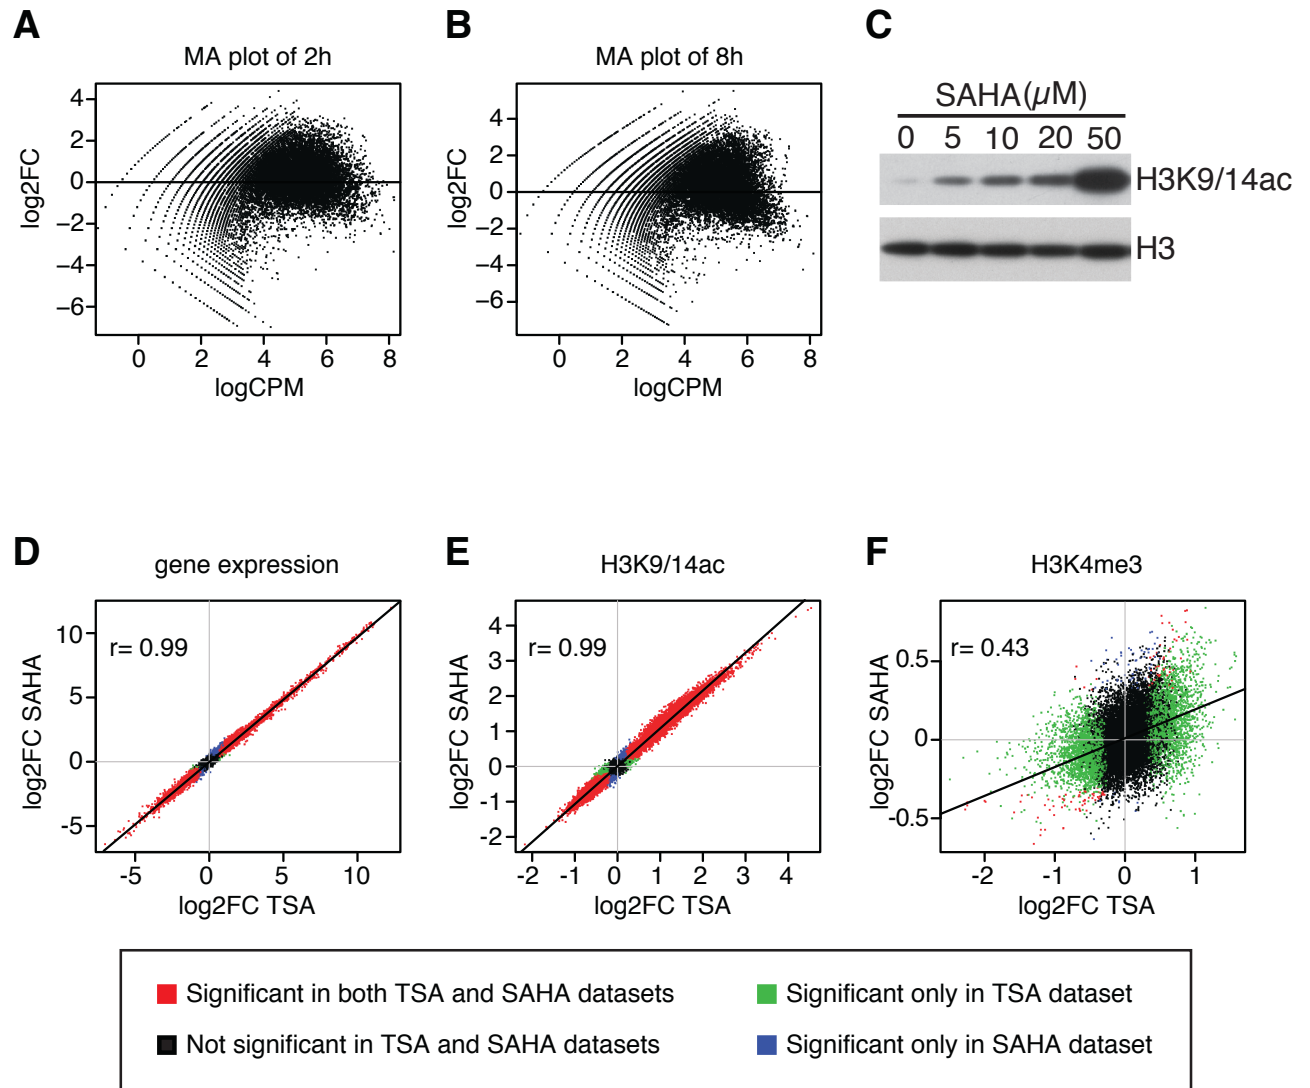 A
B
C
MA plot of 2h
MA plot of 8h
SAHA(µM)
0 5 10 20 50
H3K9/14ac
H3
log2FC
4
2
0
−2
−4
−6
0 2 4 6 8
logCPM
log2FC
4
2
0
−2
−4
−6
0 2 4 6 8
logCPM
D
E
F
gene expression
H3K9/14ac
H3K4me3
r= 0.99
log2FC SAHA
10
5
0
-5
-5 0 5 10
log2FC TSA
r= 0.99
log2FC SAHA
4
3
2
1
0
-1
-2
-2 -1 0 1 2 3 4
log2FC TSA
r= 0.43
log2FC SAHA
0.5
0
-0.5
-2 -1 0 1
log2FC TSA
Significant in both TSA and SAHA datasets
Significant only in TSA dataset
Not significant in TSA and SAHA datasets
Significant only in SAHA dataset